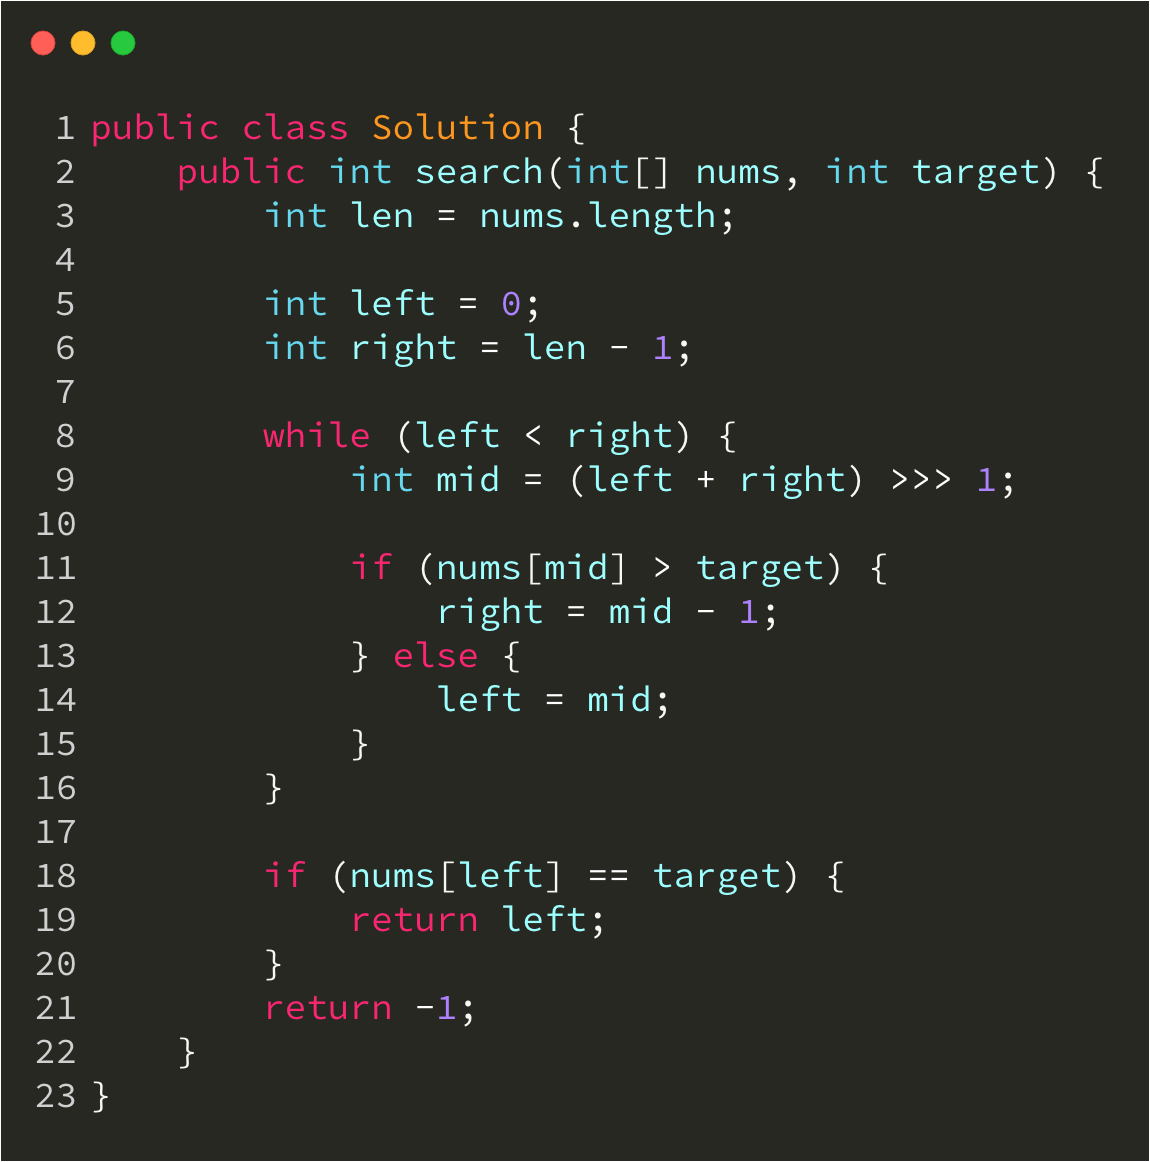 1 public class Solution {
2     public int search(int[] nums, int target) {
3         int len = nums.length;
4
5         int left = 0;
6         int right = len - 1;
7
8         while (left < right) {
9             int mid = (left + right) >>> 1;
10
11             if (nums[mid] > target) {
12                 right = mid - 1;
13             } else {
14                 left = mid;
15             }
16         }
17
18         if (nums[left] == target) {
19             return left;
20         }
21         return -1;
22     }
23 }